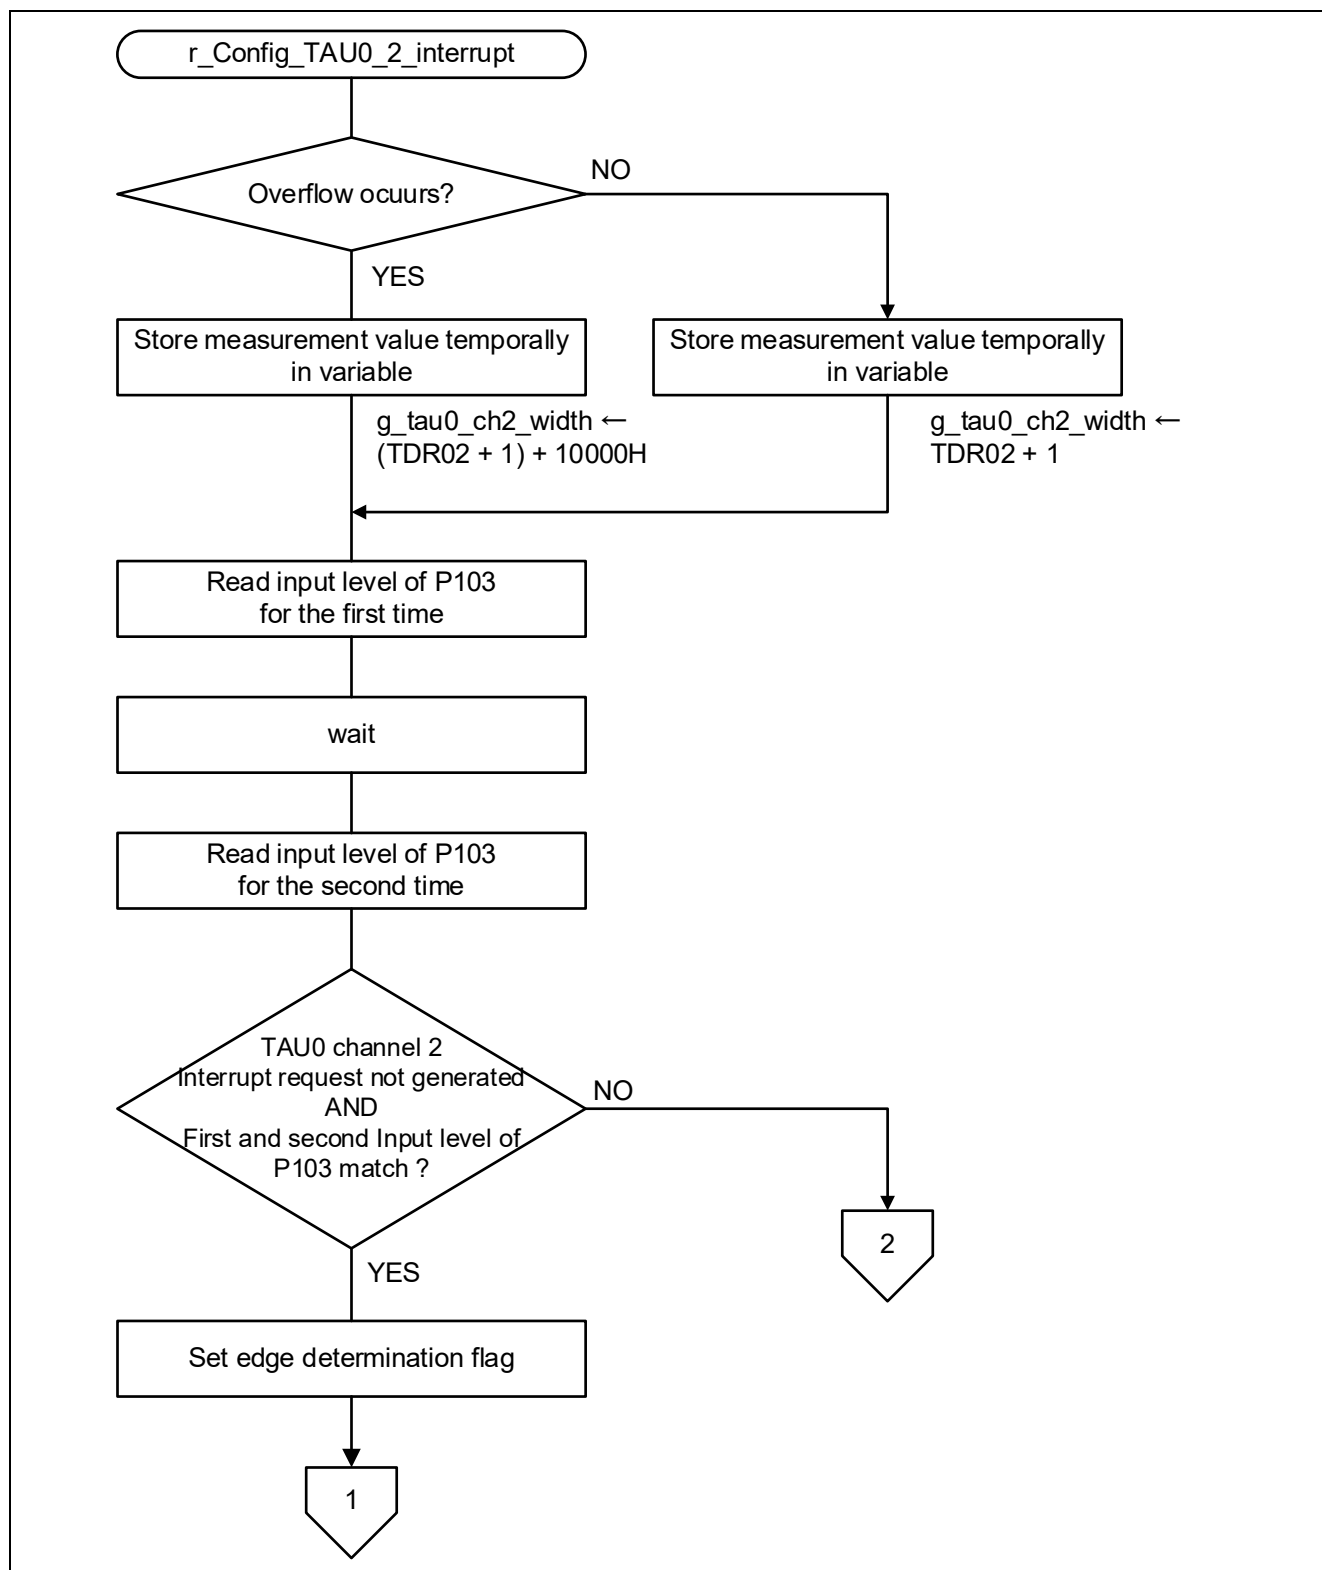 r_Config_TAU0_2_interrupt
Overflow ocuurs?
NO
YES
Store measurement value temporally
in variable
Store measurement value temporally
in variable
g_tau0_ch2_width ←
(TDR02 + 1) + 10000H
g_tau0_ch2_width ←
TDR02 + 1
Read input level of P103
for the first time
wait
Read input level of P103
for the second time
TAU0 channel 2
Interrupt request not generated
AND
First and second Input level of
P103 match ?
NO
2
YES
Set edge determination flag
1